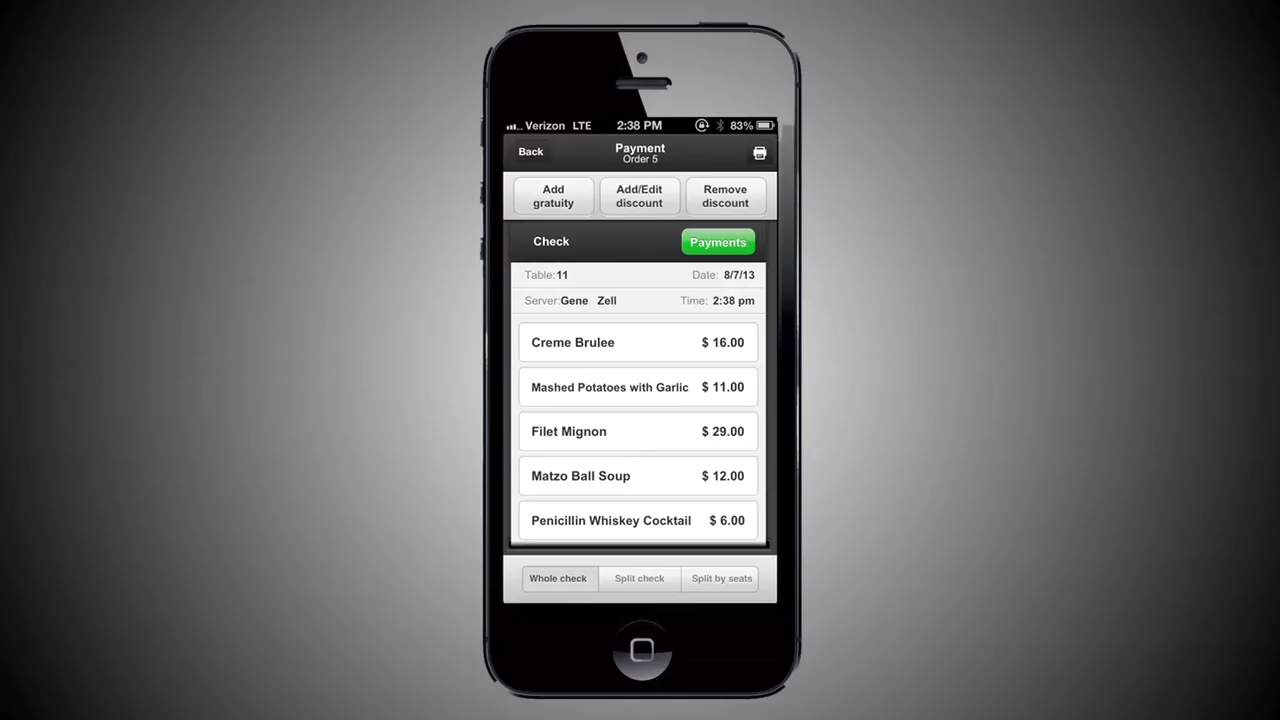 Verizon LTE 2:38 PM 83%
Back Payment
Order 5
Add gratuity
Add/Edit discount
Remove discount
Check Payments
Table: 11 Date: 8/7/13
Server: Gene Zell Time: 2:38 pm
Creme Brulee $ 16.00
Mashed Potatoes with Garlic $ 11.00
Filet Mignon $ 29.00
Matzo Ball Soup $ 12.00
Penicillin Whiskey Cocktail $ 6.00
Whole check Split check Split by seats